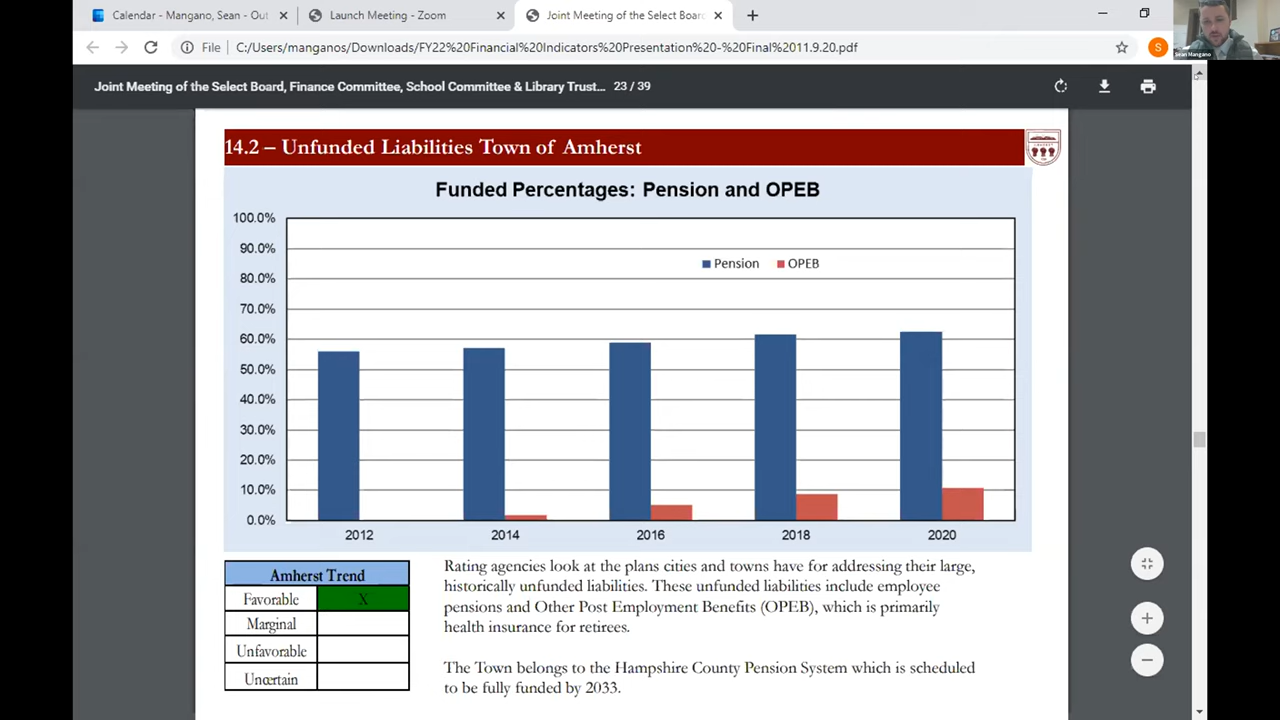 Calendar - Mangano, Sean - Out
Launch Meeting - Zoom
Joint Meeting of the Select Board
File
C:/Users/manganos/Downloads/FY22%20Financial%20Indicators%20Presentation%20-%20Final%2011.9.20.pdf
S
Sean Mangano
Joint Meeting of the Select Board, Finance Committee, School Committee & Library Trust... 23 / 39
14.2 – Unfunded Liabilities Town of Amherst
Funded Percentages: Pension and OPEB
100.0%
90.0%
Pension OPEB
80.0%
70.0%
60.0%
50.0%
40.0%
30.0%
20.0%
10.0%
0.0%
2012 2014 2016 2018 2020
Amherst Trend
Favorable X
Marginal
Unfavorable
Uncertain
Rating agencies look at the plans cities and towns have for addressing their large,
historically unfunded liabilities. These unfunded liabilities include employee
pensions and Other Post Employment Benefits (OPEB), which is primarily
health insurance for retirees.
The Town belongs to the Hampshire County Pension System which is scheduled
to be fully funded by 2033.